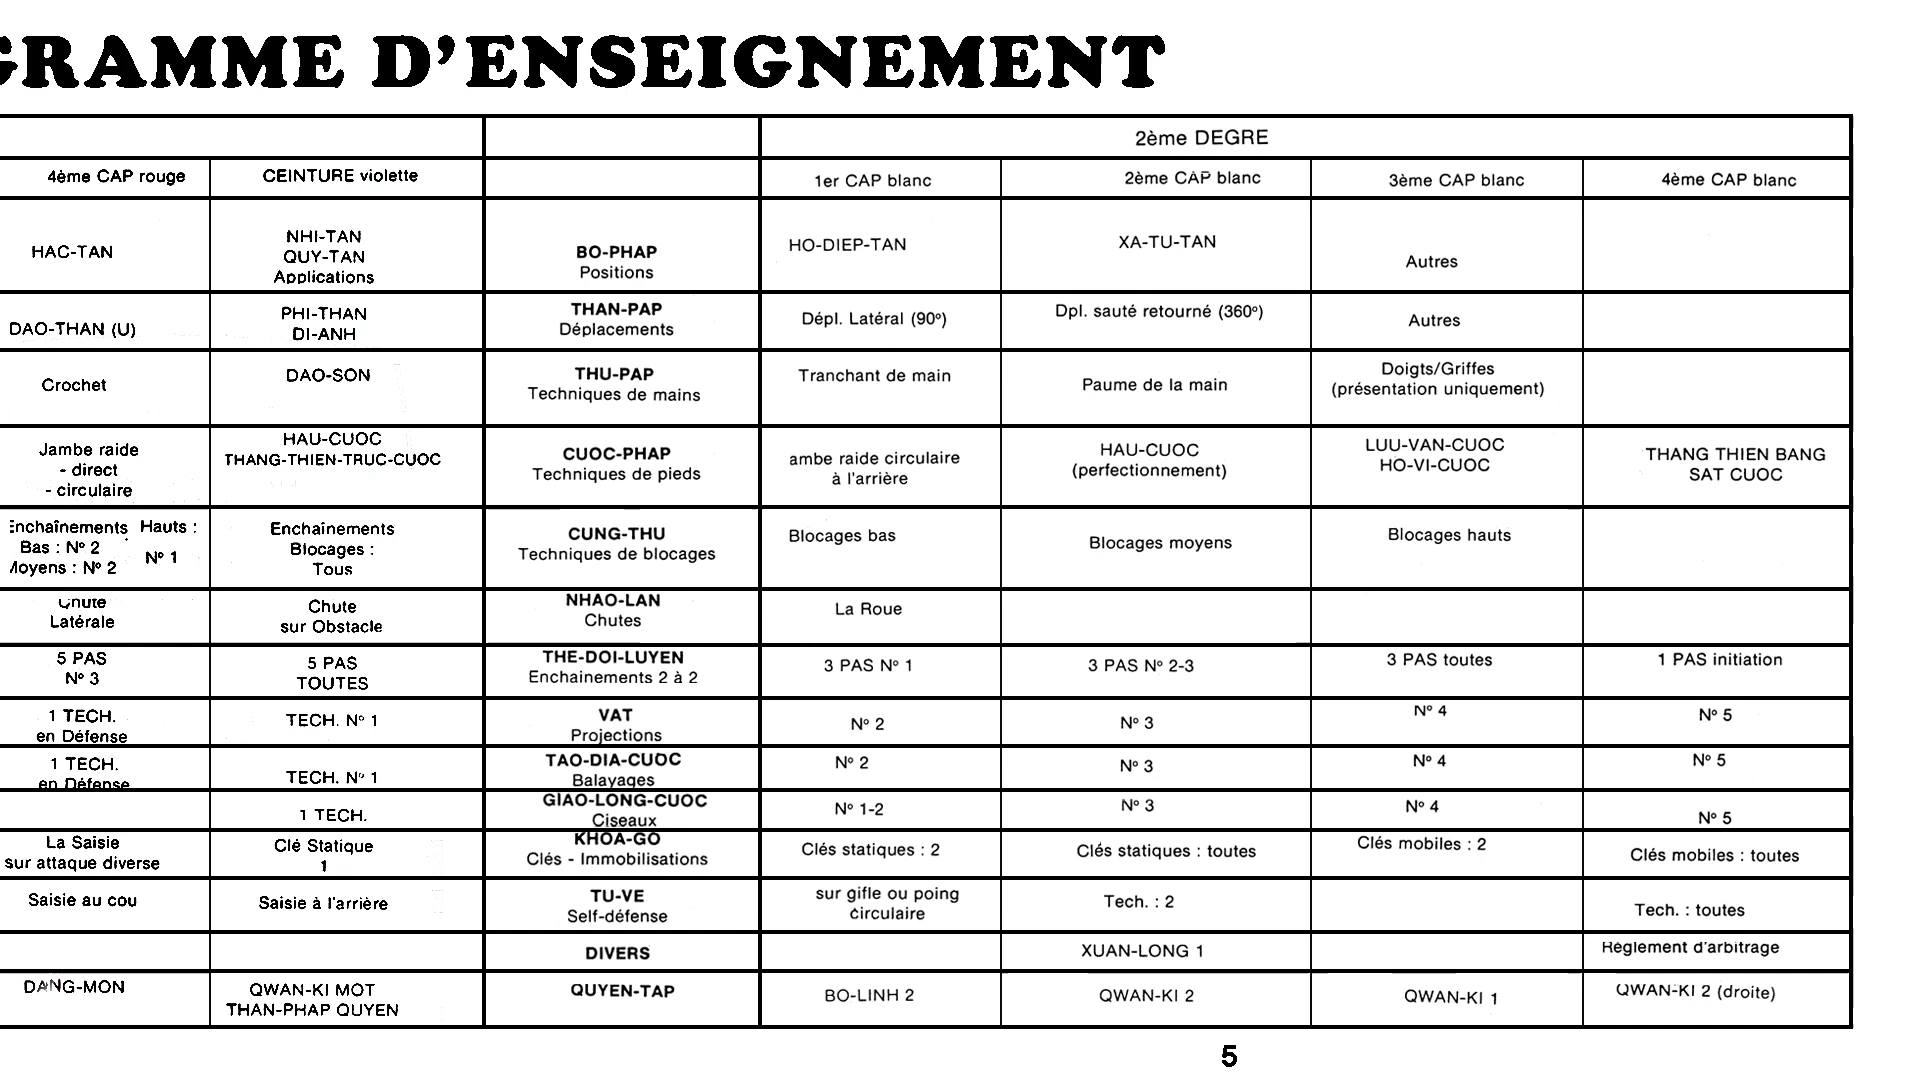 GRAMME D'ENSEIGNEMENT
2ème DEGRE
4ème CAP rouge
CEINTURE violette
1er CAP blanc
2ème CAP blanc
3ème CAP blanc
4ème CAP blanc
HAC-TAN
NHI-TAN
QUY-TAN
Applications
BO-PHAP
Positions
HO-DIEP-TAN
XA-TU-TAN
Autres
DAO-THAN (U)
PHI-THAN
DI-ANH
THAN-PAP
Déplacements
Dépl. Latéral (90º)
Dpl. sauté retourné (360º)
Autres
Crochet
DAO-SON
THU-PAP
Techniques de mains
Tranchant de main
Paume de la main
Doigts/Griffes
(présentation uniquement)
Jambe raide
- direct
- circulaire
HAU-CUOC
THANG-THIEN-TRUC-CUOC
CUOC-PHAP
Techniques de pieds
ambe raide circulaire
à l'arrière
HAU-CUOC
(perfectionnement)
LUU-VAN-CUOC
HO-VI-CUOC
THANG THIEN BANG
SAT CUOC
Enchaînements Hauts :
Bas : Nº 2
Nº 1
Moyens : Nº 2
Enchaînements
Blocages :
Tous
CUNG-THU
Techniques de blocages
Blocages bas
Blocages moyens
Blocages hauts
Chute
Latérale
Chute
sur Obstacle
NHAO-LAN
Chutes
La Roue
5 PAS
Nº 3
5 PAS
TOUTES
THE-DOI-LUYEN
Enchainements 2 à 2
3 PAS Nº 1
3 PAS Nº 2-3
3 PAS toutes
1 PAS initiation
1 TECH.
en Défense
TECH. Nº 1
VAT
Projections
Nº 2
Nº 3
Nº 4
Nº 5
1 TECH.
en Défense
TECH. Nº 1
TAO-DIA-CUOC
Balayages
Nº 2
Nº 3
Nº 4
Nº 5
1 TECH.
GIAO-LONG-CUOC
Ciseaux
Nº 1-2
Nº 3
Nº 4
Nº 5
La Saisie
sur attaque diverse
Clé Statique
1
KHOA-GO
Clés - Immobilisations
Clés statiques : 2
Clés statiques : toutes
Clés mobiles : 2
Clés mobiles : toutes
Saisie au cou
Saisie à l'arrière
TU-VE
Self-défense
sur gifle ou poing
circulaire
Tech. : 2
Tech. : toutes
DIVERS
XUAN-LONG 1
Règlement d'arbitrage
DANG-MON
QWAN-KI MOT
THAN-PHAP QUYEN
QUYEN-TAP
BO-LINH 2
QWAN-KI 2
QWAN-KI 1
QWAN-KI 2 (droite)
5